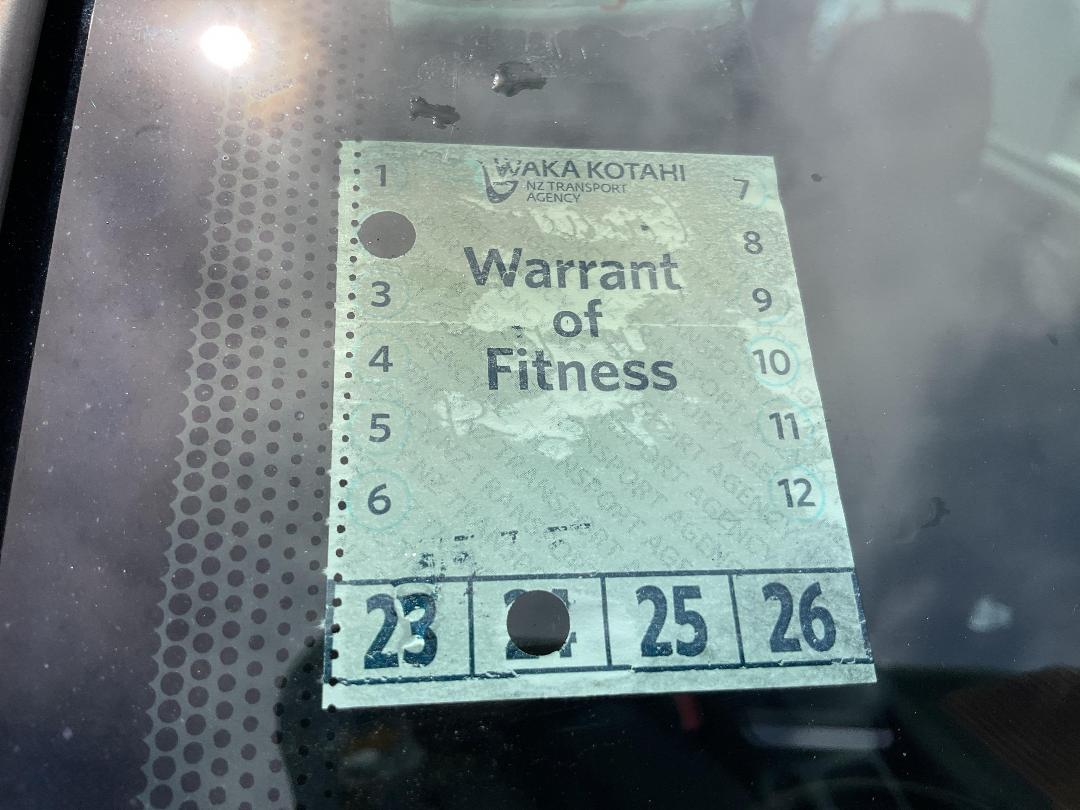 WAKA KOTAHI
NZ TRANSPORT
AGENCY
1
7
8
Warrant
of
Fitness
3
9
4
10
5
11
6
12
23
25
26